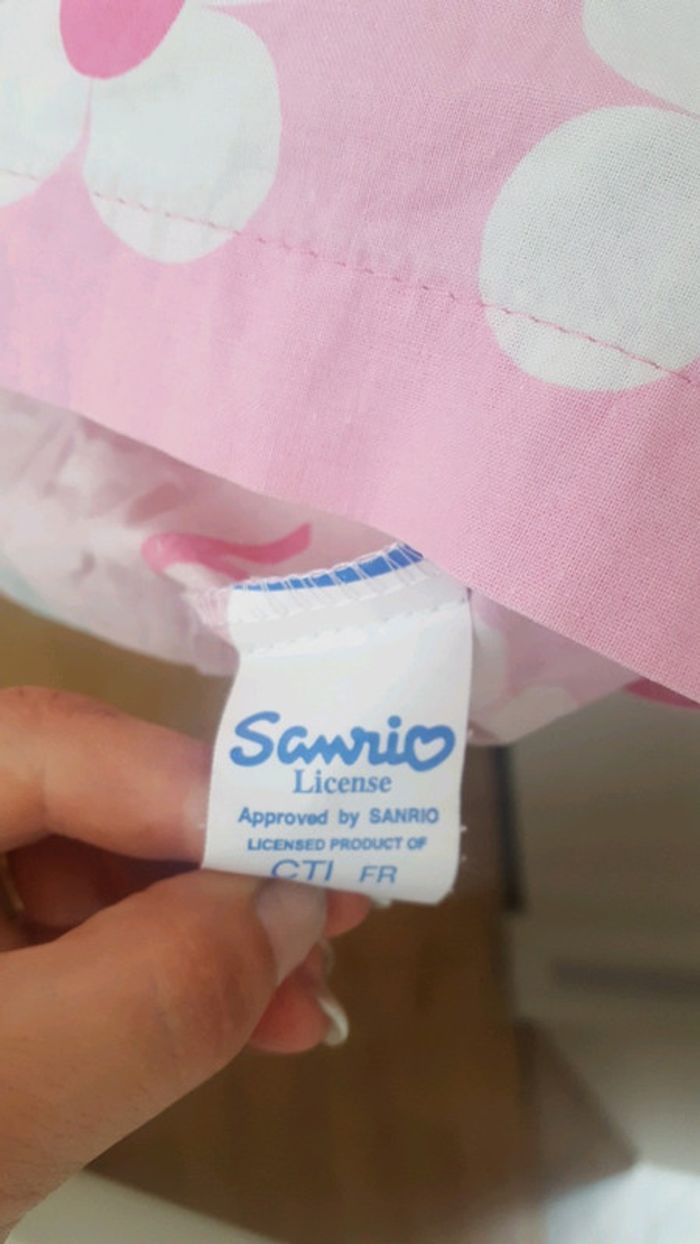 Sanrio
License
Approved by SANRIO
LICENSED PRODUCT OF
CTI FR